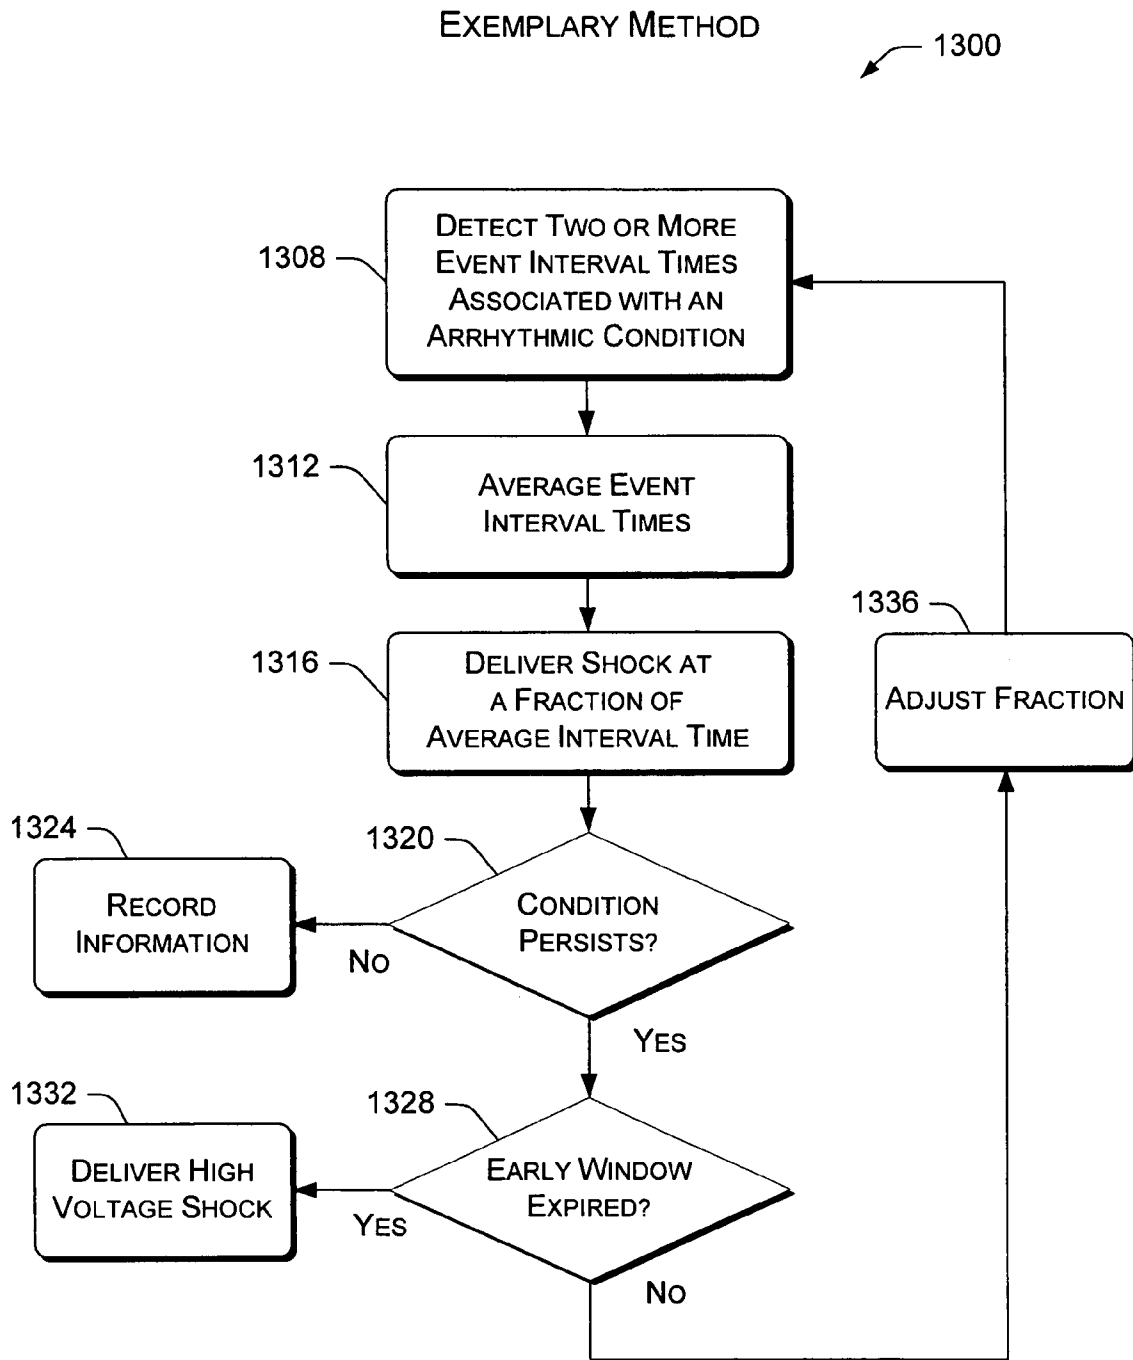 EXEMPLARY METHOD
1300
1308
DETECT TWO OR MORE
EVENT INTERVAL TIMES
ASSOCIATED WITH AN
ARRHYTHMIC CONDITION
1312
AVERAGE EVENT
INTERVAL TIMES
1336
ADJUST FRACTION
1316
DELIVER SHOCK AT
A FRACTION OF
AVERAGE INTERVAL TIME
1324
RECORD
INFORMATION
1320
CONDITION
PERSISTS?
NO
YES
1332
DELIVER HIGH
VOLTAGE SHOCK
1328
EARLY WINDOW
EXPIRED?
YES
NO